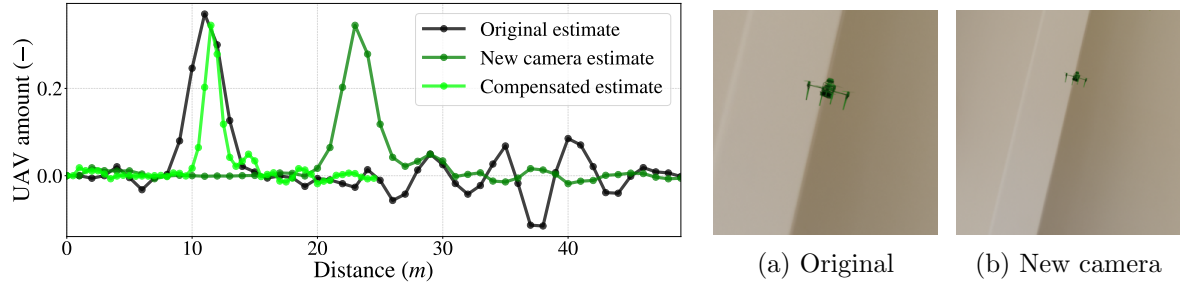 UAV amount (−)
0.2
0.0
Original estimate
New camera estimate
Compensated estimate
0 10 20 30 40
Distance (m)
(a) Original
(b) New camera